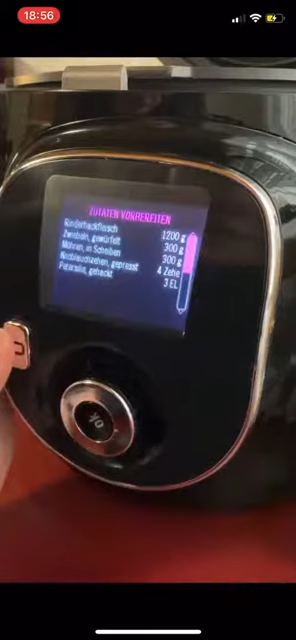 18:56
ZUTATEN VORBEREITEN
Rinderhackfleisch 1200 g
Zwiebeln, gewürfelt 300 g
Möhren, in Scheiben 300 g
Knoblauchzehen, gepresst 4 Zehe
Petersilie, gehackt 3 EL
OK